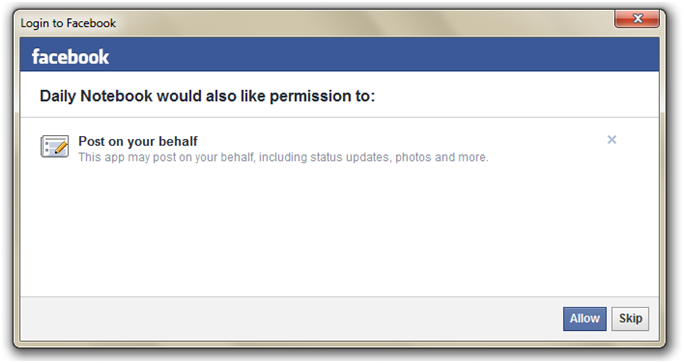 Login to Facebook
facebook
Daily Notebook would also like permission to:
Post on your behalf
This app may post on your behalf, including status updates, photos and more.
Allow Skip